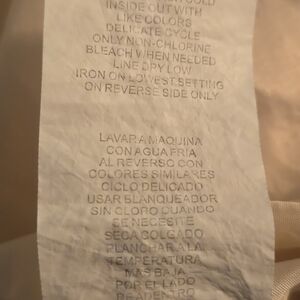 INSIDE OUT WITH
LIKE COLORS
DELICATE CYCLE
ONLY NON-CHLORINE
BLEACH WHEN NEEDED
LINE DRY LOW
IRON ON LOWEST SETTING
ON REVERSE SIDE ONLY
LAVAR A MAQUINA
CON AGUA FRIA
AL REVERSO CON
COLORES SIMILARES
CICLO DELICADO
USAR BLANQUEADOR
SIN CLORO CUANDO
SE NECESITE
SECA COLGADO
PLANCHAR A LA
TEMPERATURA
MAS BAJA
POR EL LADO